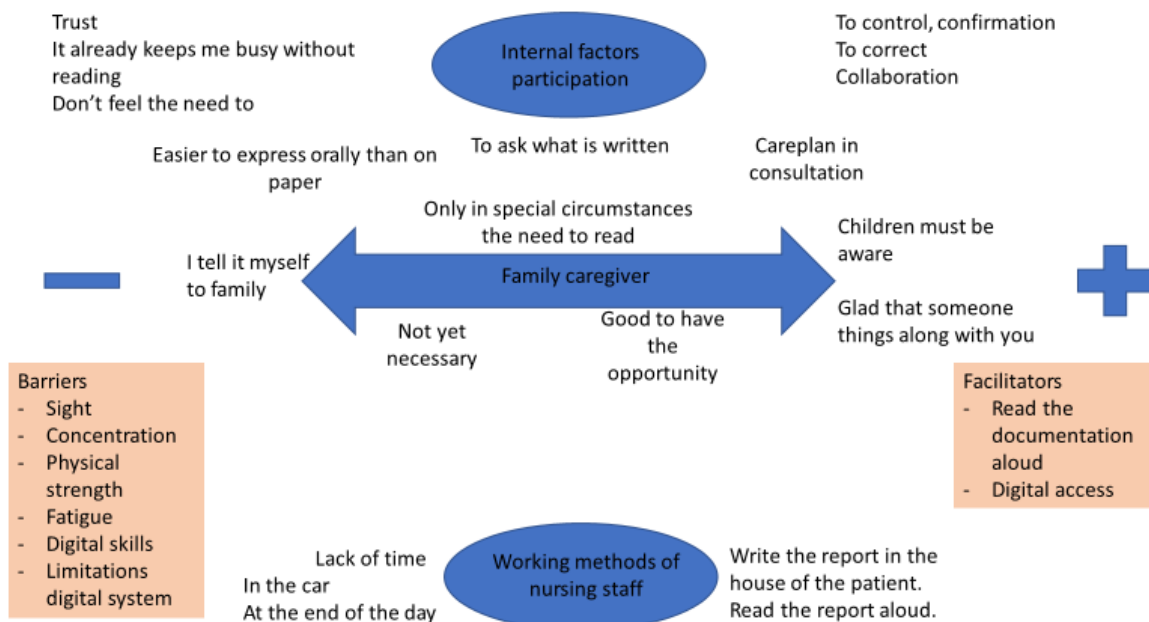 Trust
It already keeps me busy without
reading
Don't feel the need to
Internal factors
participation
To control, confirmation
To correct
Collaboration
Easier to express orally than on
paper
To ask what is written
Careplan in
consultation
Only in special circumstances
the need to read
I tell it myself
to family
Family caregiver
Children must be
aware
Not yet
necessary
Good to have
the
opportunity
Glad that someone
things along with you
Barriers
- Sight
- Concentration
- Physical
strength
- Fatigue
- Digital skills
- Limitations
digital system
Facilitators
- Read the
documentation
aloud
- Digital access
Lack of time
In the car
At the end of the day
Working methods of
nursing staff
Write the report in the
house of the patient.
Read the report aloud.